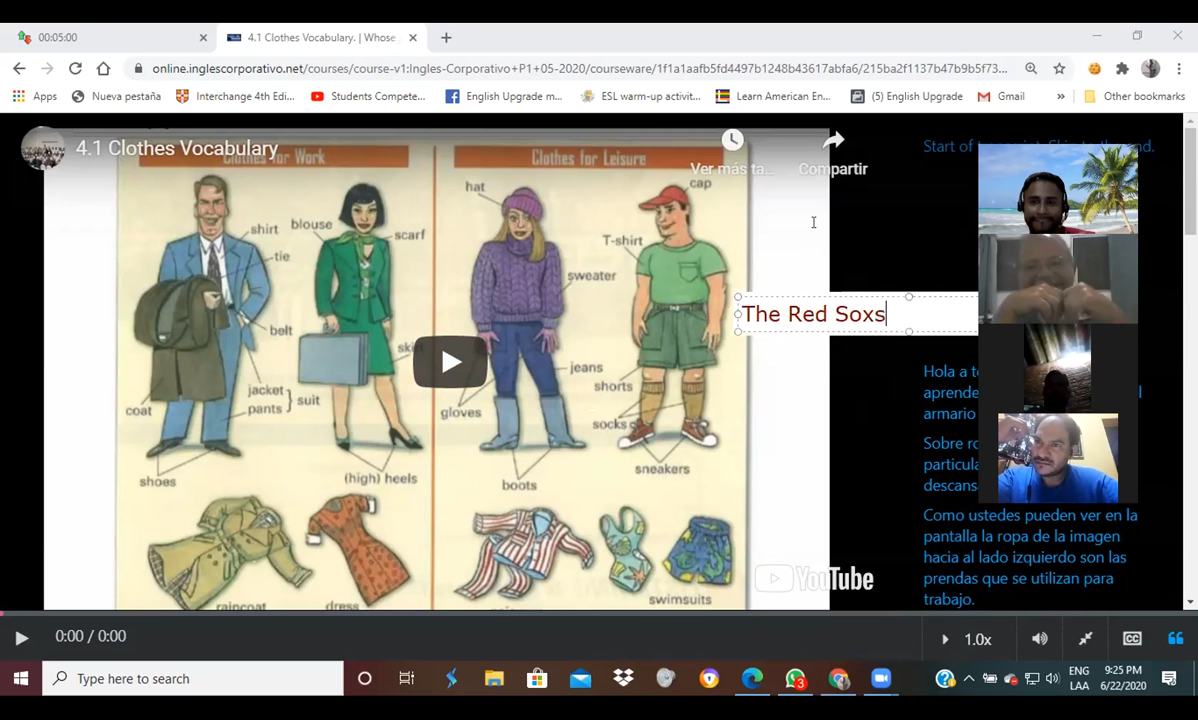 00:05:00
4.1 Clothes Vocabulary. | Whose
online.inglescorporativo.net/courses/course-v1:Ingles-Corporativo+P1+05-2020/courseware/1f1a1aafb5fd4497b1248b43617abfa6/215ba2f1137b47b9b5f73...
Apps Nueva pestaña Interchange 4th Edi... Students Compete... English Upgrade m... ESL warm-up activit... Learn American En... (5) English Upgrade Gmail » Other bookmarks
4.1 Clothes Vocabulary
Ver más ta... Compartir
Start of
Clothes for Work
Clothes for Leisure
shirt
tie
blouse
scarf
belt
jacket
pants
suit
coat
shoes
(high) heels
hat
cap
T-shirt
sweater
jeans
shorts
gloves
socks
boots
sneakers
raincoat
dress
swimsuits
The Red Soxs
Hola a
aprende
armario
Sobre
particula
descans
Como ustedes pueden ver en la
pantalla la ropa de la imagen
hacia al lado izquierdo son las
prendas que se utilizan para
trabajo.
YouTube
0:00 / 0:00
1.0x
CC
Type here to search
3
ENG
LAA
9:25 PM
6/22/2020